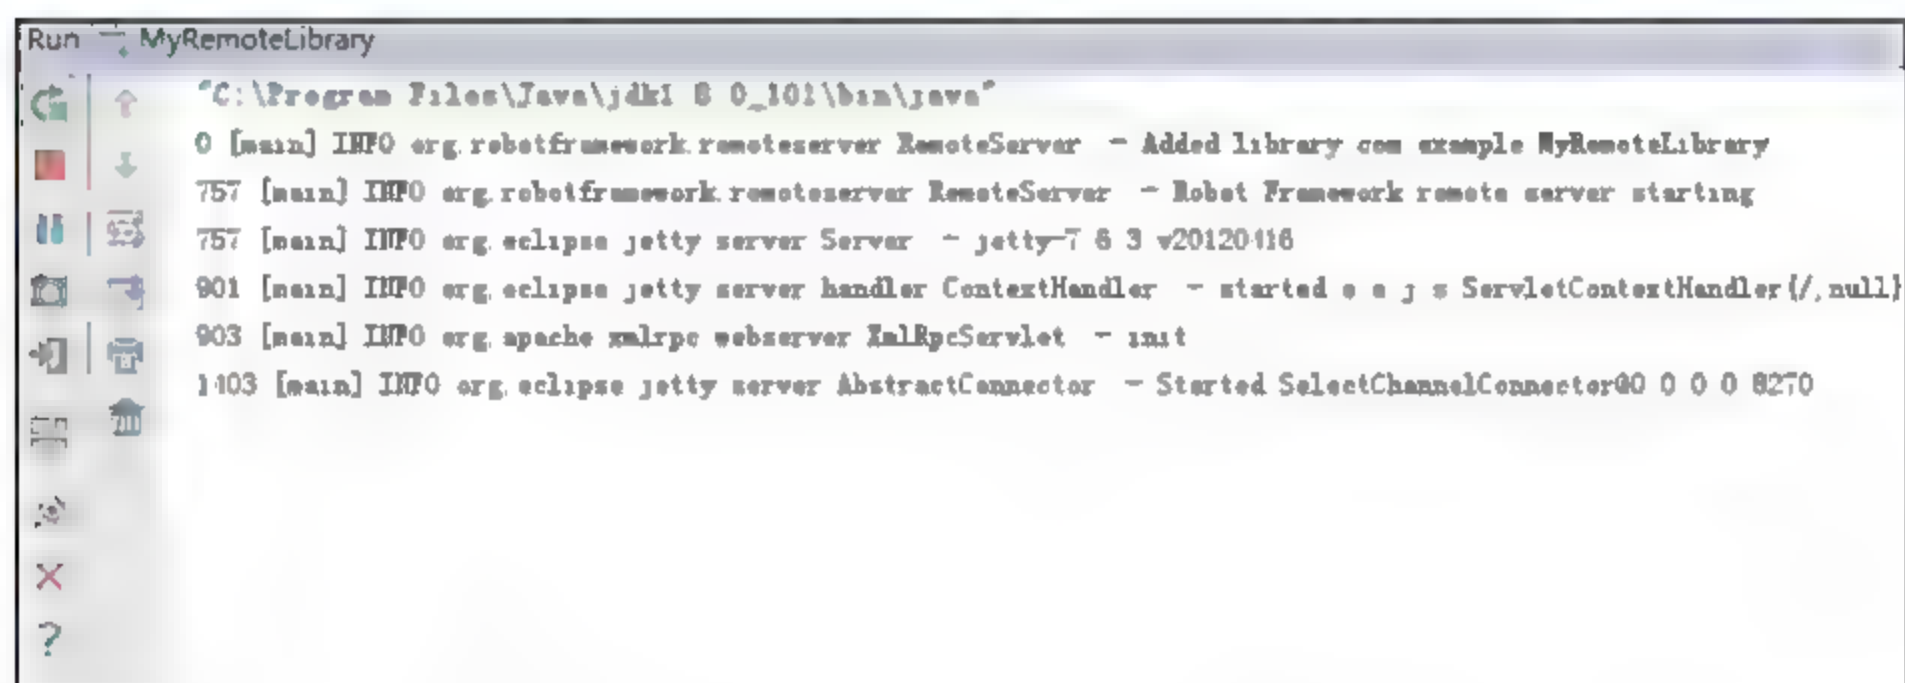 Run MyRemoteLibrary
"C:\Program Files\Java\jdk1 8 0_101\bin\java"
0 [main] INFO org.robotframework.remoteserver RemoteServer - Added library com example MyRemoteLibrary
757 [main] INFO org.robotframework.remoteserver RemoteServer - Robot Framework remote server starting
757 [main] INFO org.eclipse jetty server Server - jetty-7 6 3 v20120416
901 [main] INFO org.eclipse jetty server handler ContextHandler - started o e j s ServletContextHandler{/,null}
903 [main] INFO org.apache xmlrpc webserver XmlRpcServlet - init
1403 [main] INFO org.eclipse jetty server AbstractConnector - Started SelectChannelConnector@0 0 0 0 8270